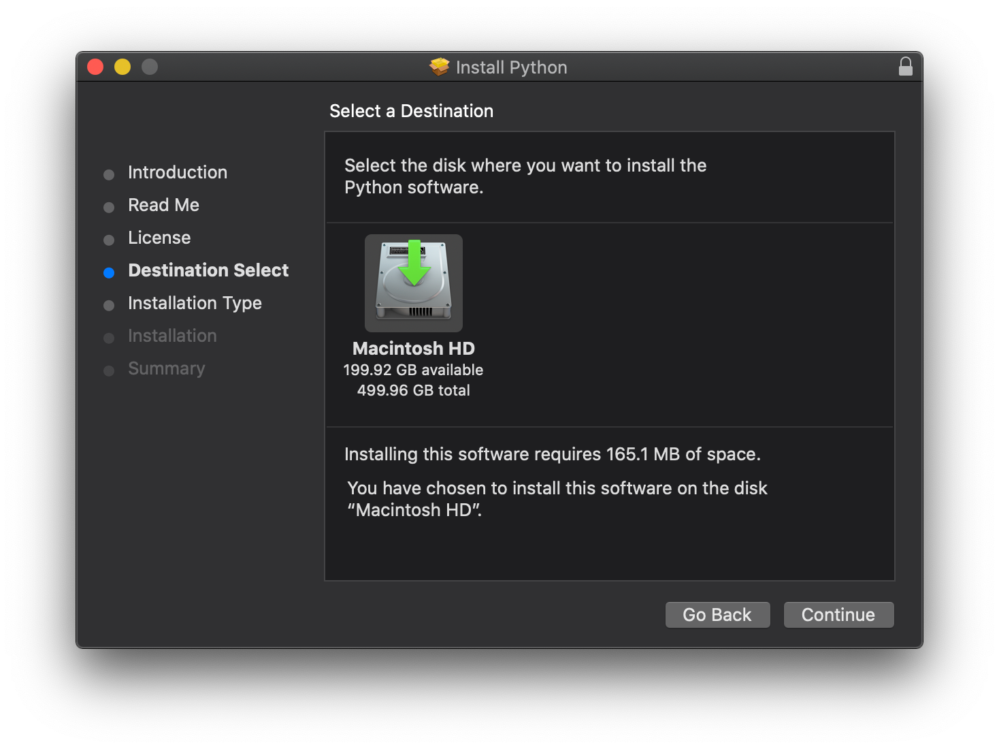 Install Python
Select a Destination
Introduction
Read Me
License
Destination Select
Installation Type
Installation
Summary
Select the disk where you want to install the
Python software.
Macintosh HD
199.92 GB available
499.96 GB total
Installing this software requires 165.1 MB of space.
You have chosen to install this software on the disk
“Macintosh HD”.
Go Back
Continue